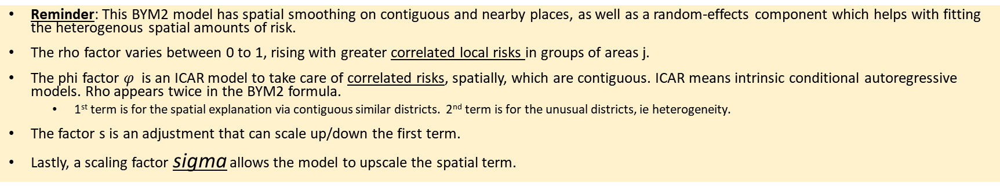 • Reminder: This BYM2 model has spatial smoothing on contiguous and nearby places, as well as a random-effects component which helps with fitting
the heterogenous spatial amounts of risk.
• The rho factor varies between 0 to 1, rising with greater correlated local risks in groups of areas j.
• The phi factor φ is an ICAR model to take care of correlated risks, spatially, which are contiguous. ICAR means intrinsic conditional autoregressive
models. Rho appears twice in the BYM2 formula.
• 1st term is for the spatial explanation via contiguous similar districts. 2nd term is for the unusual districts, ie heterogeneity.
• The factor s is an adjustment that can scale up/down the first term.
• Lastly, a scaling factor sigma allows the model to upscale the spatial term.